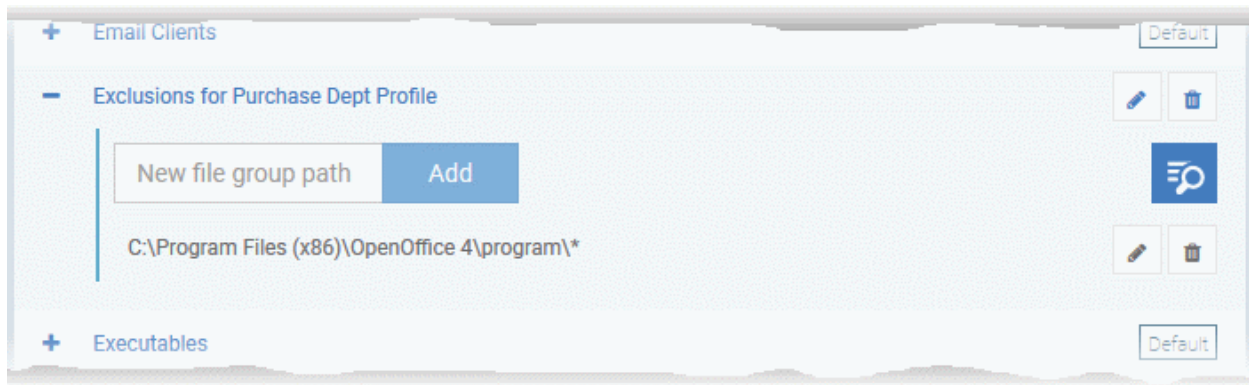 Email Clients Default
Exclusions for Purchase Dept Profile
New file group path Add
C:\Program Files (x86)\OpenOffice 4\program\*
Executables Default